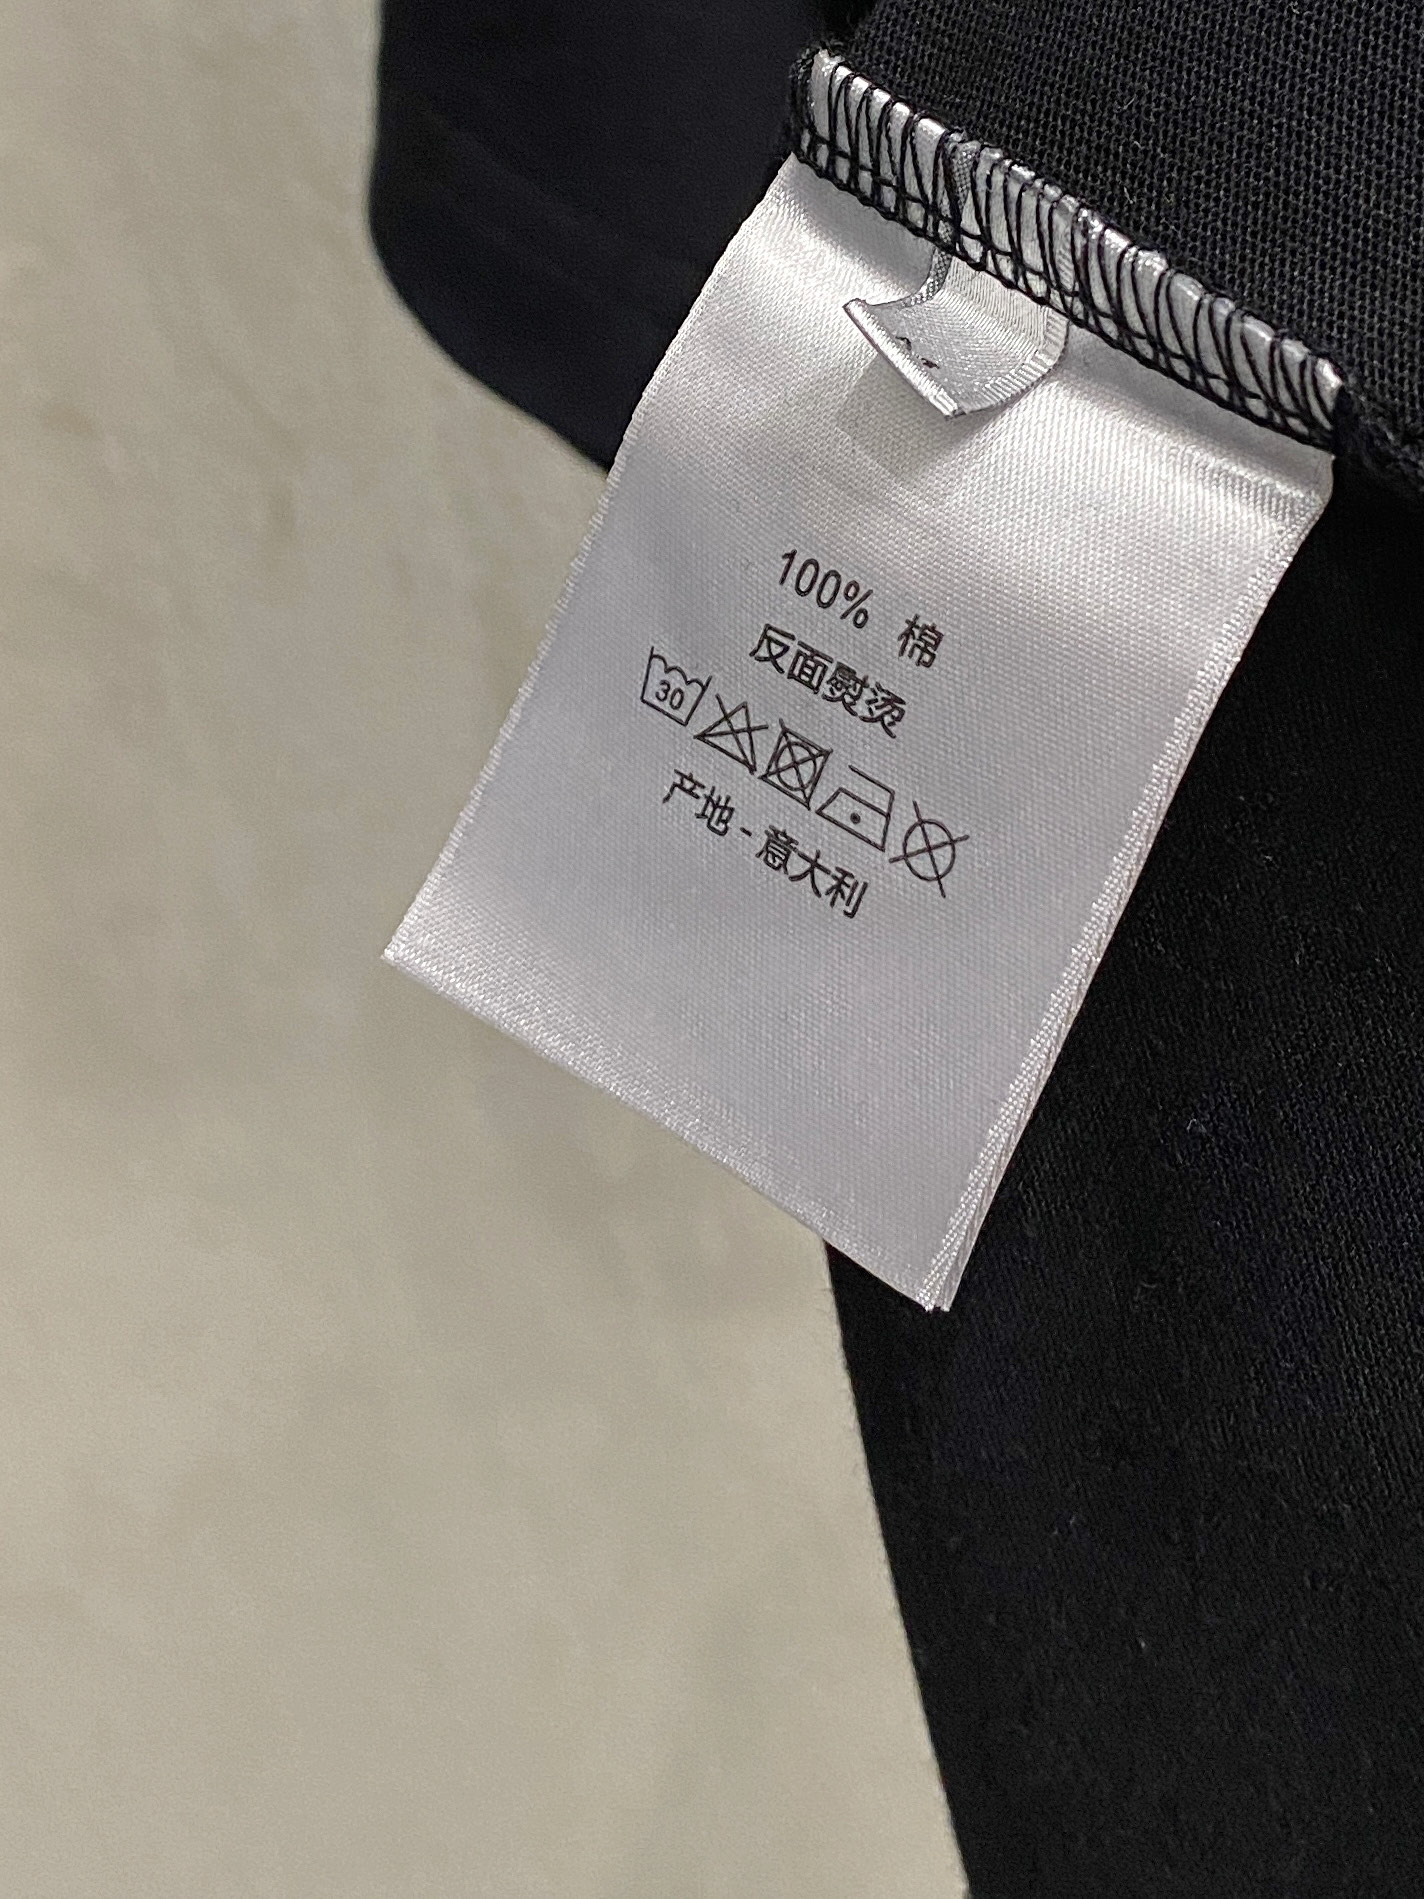 100% 棉
反面熨烫
30
产地 - 意大利